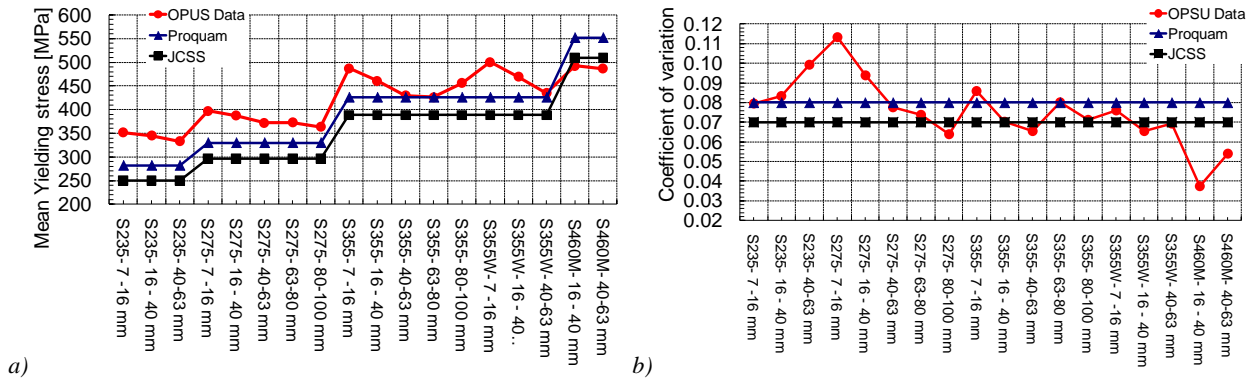 Mean Yielding stress [MPa]
600
550
500
450
400
350
300
250
200
OPUS Data
Proquam
JCSS
S235- 7 -16 mm
S235- 16 - 40 mm
S235- 40-63 mm
S275- 7 -16 mm
S275- 16 - 40 mm
S275- 40-63 mm
S275- 63-80 mm
S275- 80-100 mm
S355- 7 -16 mm
S355- 16 - 40 mm
S355- 40-63 mm
S355- 63-80 mm
S355- 80-100 mm
S355W- 7 -16 mm
S355W- 16 - 40..
S355W- 40-63 mm
S460M- 16 - 40 mm
S460M- 40-63 mm
a)
Coefficient of variation
0.12
0.11
0.10
0.09
0.08
0.07
0.06
0.05
0.04
0.03
0.02
OPSU Data
Proquam
JCSS
S235- 7 -16 mm
S235- 16 - 40 mm
S235- 40-63 mm
S275- 7 -16 mm
S275- 16 - 40 mm
S275- 40-63 mm
S275- 63-80 mm
S275- 80-100 mm
S355- 7 -16 mm
S355- 16 - 40 mm
S355- 40-63 mm
S355- 63-80 mm
S355- 80-100 mm
S355W- 7 -16 mm
S355W- 16 - 40 mm
S355W- 40-63 mm
S460M- 16 - 40 mm
S460M- 40-63 mm
b)